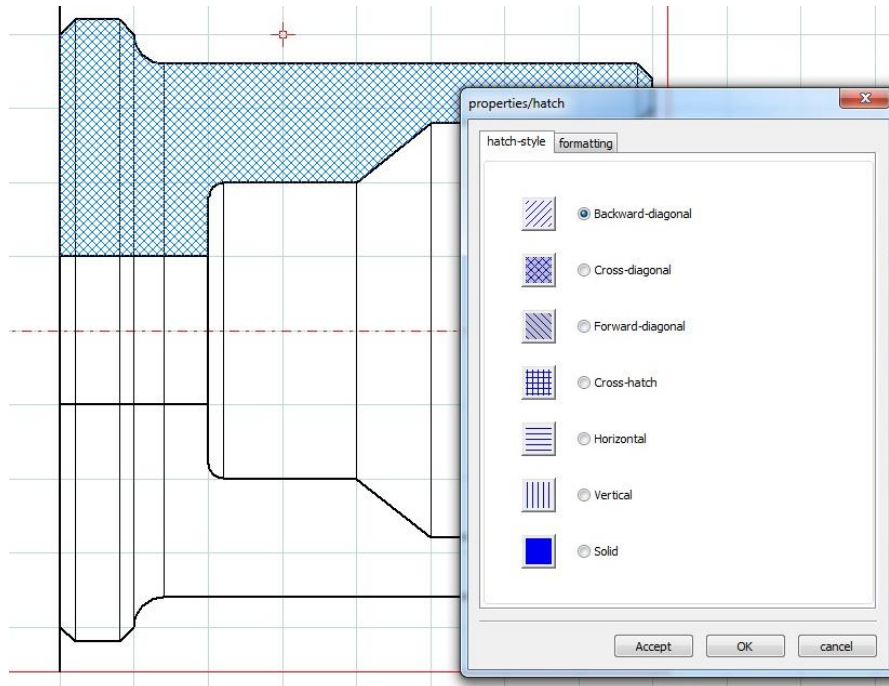 properties/hatch
hatch-style formatting
Backward-diagonal
Cross-diagonal
Forward-diagonal
Cross-hatch
Horizontal
Vertical
Solid
Accept OK cancel